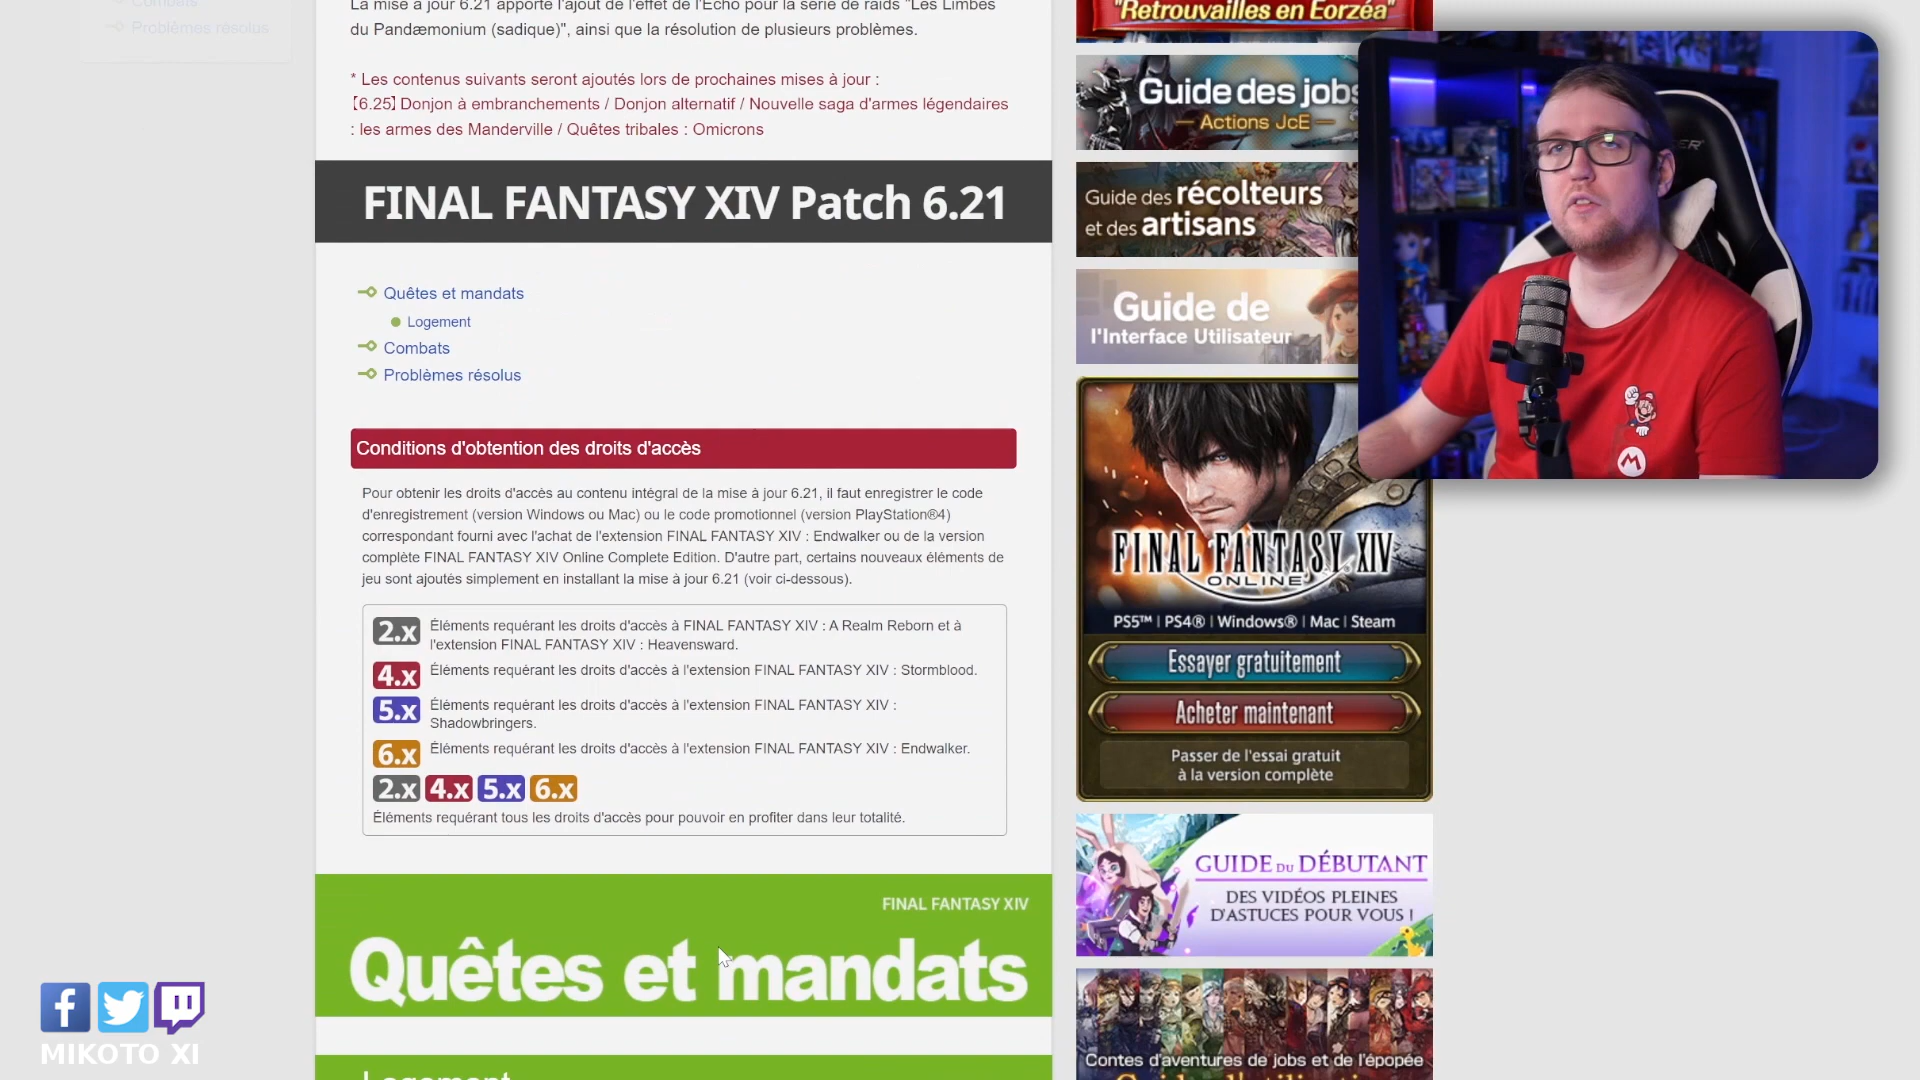 Combats
Problèmes résolus
La mise à jour 6.21 apporte l'ajout de l'effet de l'Écho pour la série de raids "Les Limbes
du Pandæmonium (sadique)", ainsi que la résolution de plusieurs problèmes.
* Les contenus suivants seront ajoutés lors de prochaines mises à jour :
【6.25】Donjon à embranchements / Donjon alternatif / Nouvelle saga d'armes légendaires
: les armes des Manderville / Quêtes tribales : Omicrons
FINAL FANTASY XIV Patch 6.21
Quêtes et mandats
Logement
Combats
Problèmes résolus
Conditions d'obtention des droits d'accès
Pour obtenir les droits d'accès au contenu intégral de la mise à jour 6.21, il faut enregistrer le code
d'enregistrement (version Windows ou Mac) ou le code promotionnel (version PlayStation®4)
correspondant fourni avec l'achat de l'extension FINAL FANTASY XIV : Endwalker ou de la version
complète FINAL FANTASY XIV Online Complete Edition. D'autre part, certains nouveaux éléments de
jeu sont ajoutés simplement en installant la mise à jour 6.21 (voir ci-dessous).
2.x Éléments requérant les droits d'accès à FINAL FANTASY XIV : A Realm Reborn et à
l'extension FINAL FANTASY XIV : Heavensward.
4.x Éléments requérant les droits d'accès à l'extension FINAL FANTASY XIV : Stormblood.
5.x Éléments requérant les droits d'accès à l'extension FINAL FANTASY XIV :
Shadowbringers.
6.x Éléments requérant les droits d'accès à l'extension FINAL FANTASY XIV : Endwalker.
2.x 4.x 5.x 6.x
Éléments requérant tous les droits d'accès pour pouvoir en profiter dans leur totalité.
FINAL FANTASY XIV
Quêtes et mandats
Logement
"Retrouvailles en Eorzéa"
Guide des jobs
— Actions JcE —
Guide des récolteurs
et des artisans
Guide de
l'Interface Utilisateur
FINAL FANTASY XIV
ONLINE
PS5™ | PS4® | Windows® | Mac | Steam
Essayer gratuitement
Acheter maintenant
Passer de l'essai gratuit
à la version complète
GUIDE DU DÉBUTANT
DES VIDÉOS PLEINES
D'ASTUCES POUR VOUS !
Contes d'aventures de jobs et de l'épopée
M
MIKOTO XI